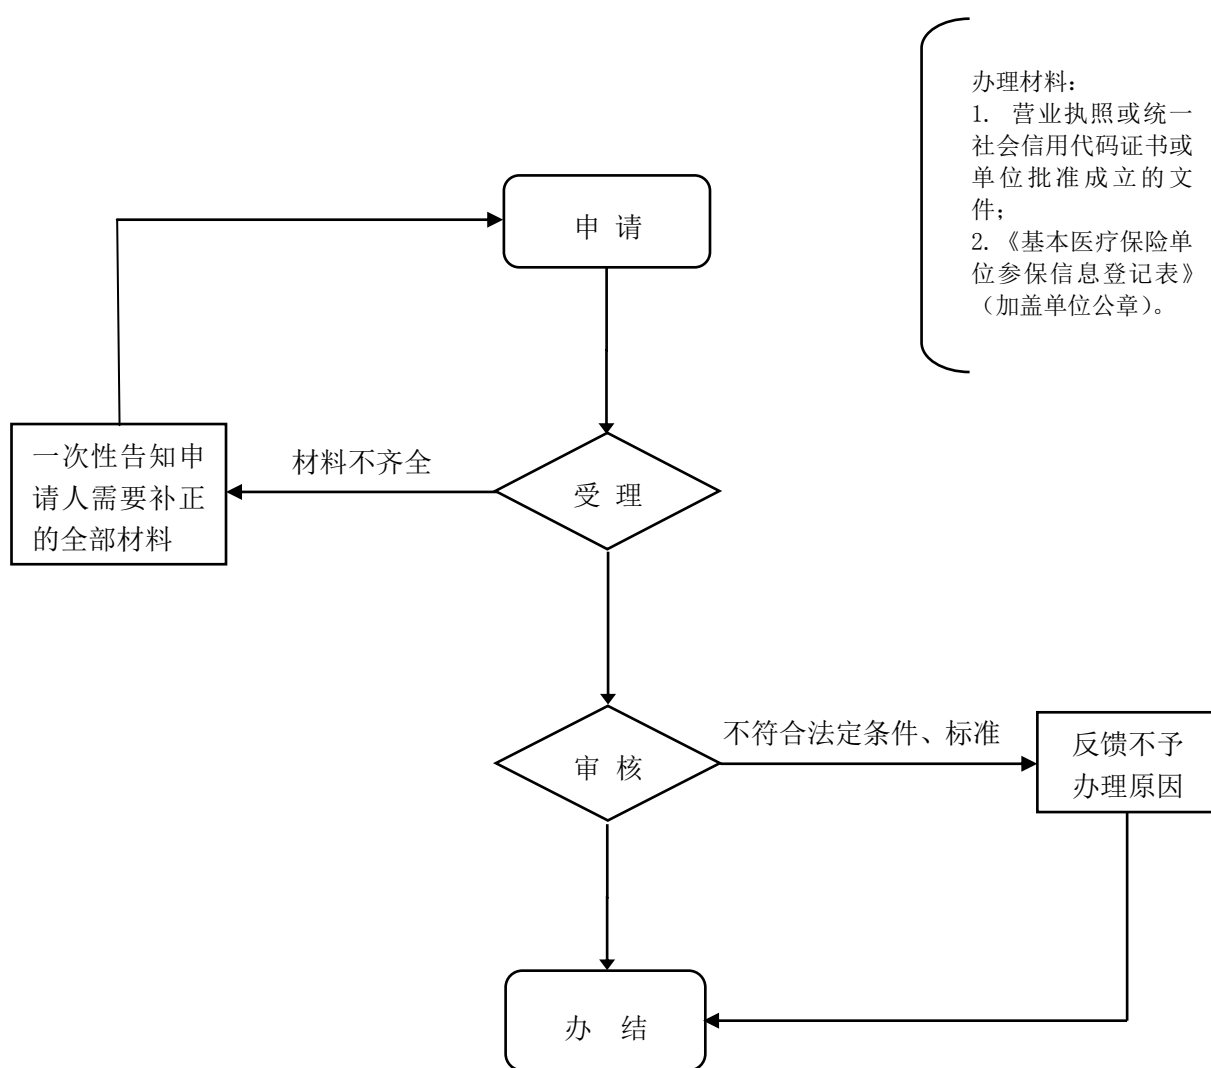 办理材料：
1. 营业执照或统一
社会信用代码证书或
单位批准成立的文
件；
2.《基本医疗保险单
位参保信息登记表》
（加盖单位公章）。
申 请
一次性告知申
请人需要补正
的全部材料
材料不齐全
受 理
审 核
不符合法定条件、标准
反馈不予
办理原因
办 结